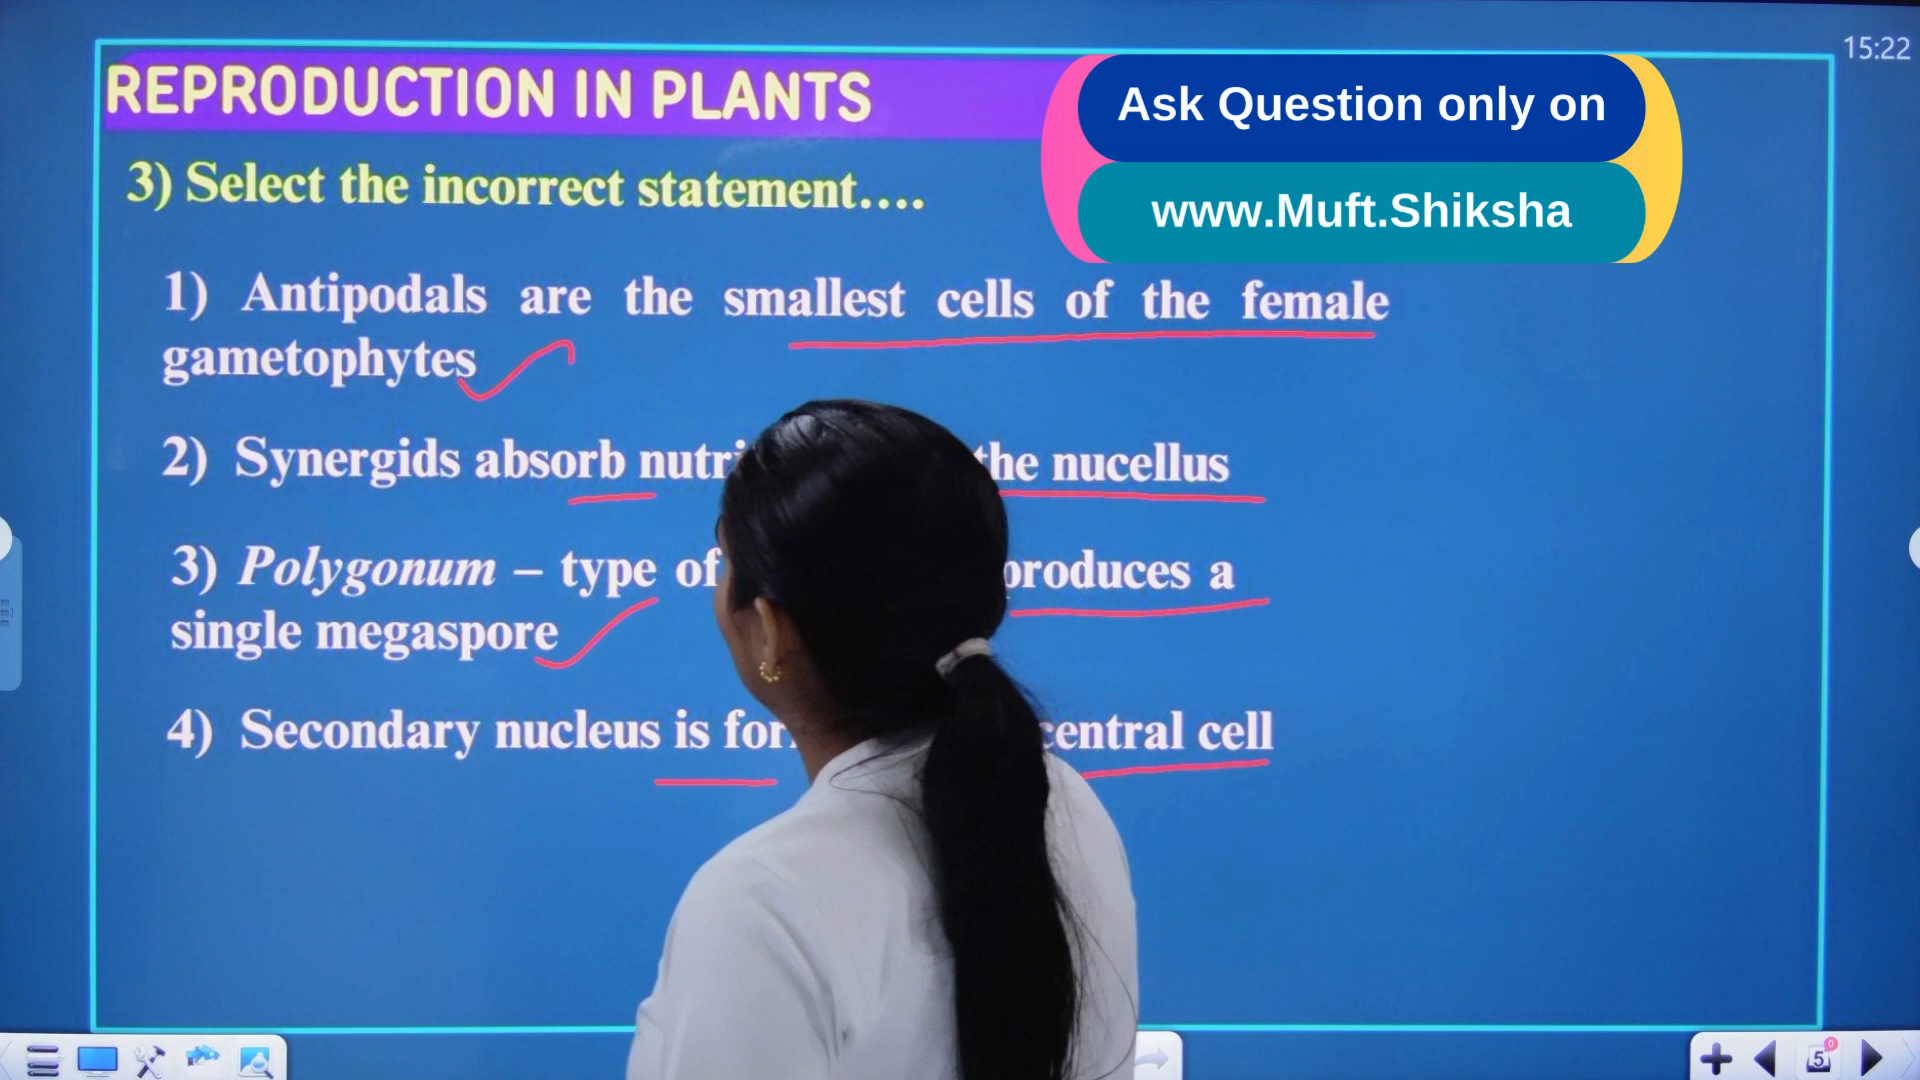 15:22
REPRODUCTION IN PLANTS
Ask Question only on
www.Muft.Shiksha
3) Select the incorrect statement....
1) Antipodals are the smallest cells of the female
gametophytes
2) Synergids absorb the nucellus
3) Polygonum – type of produces a
single megaspore
4) Secondary nucleus is central cell
5
0